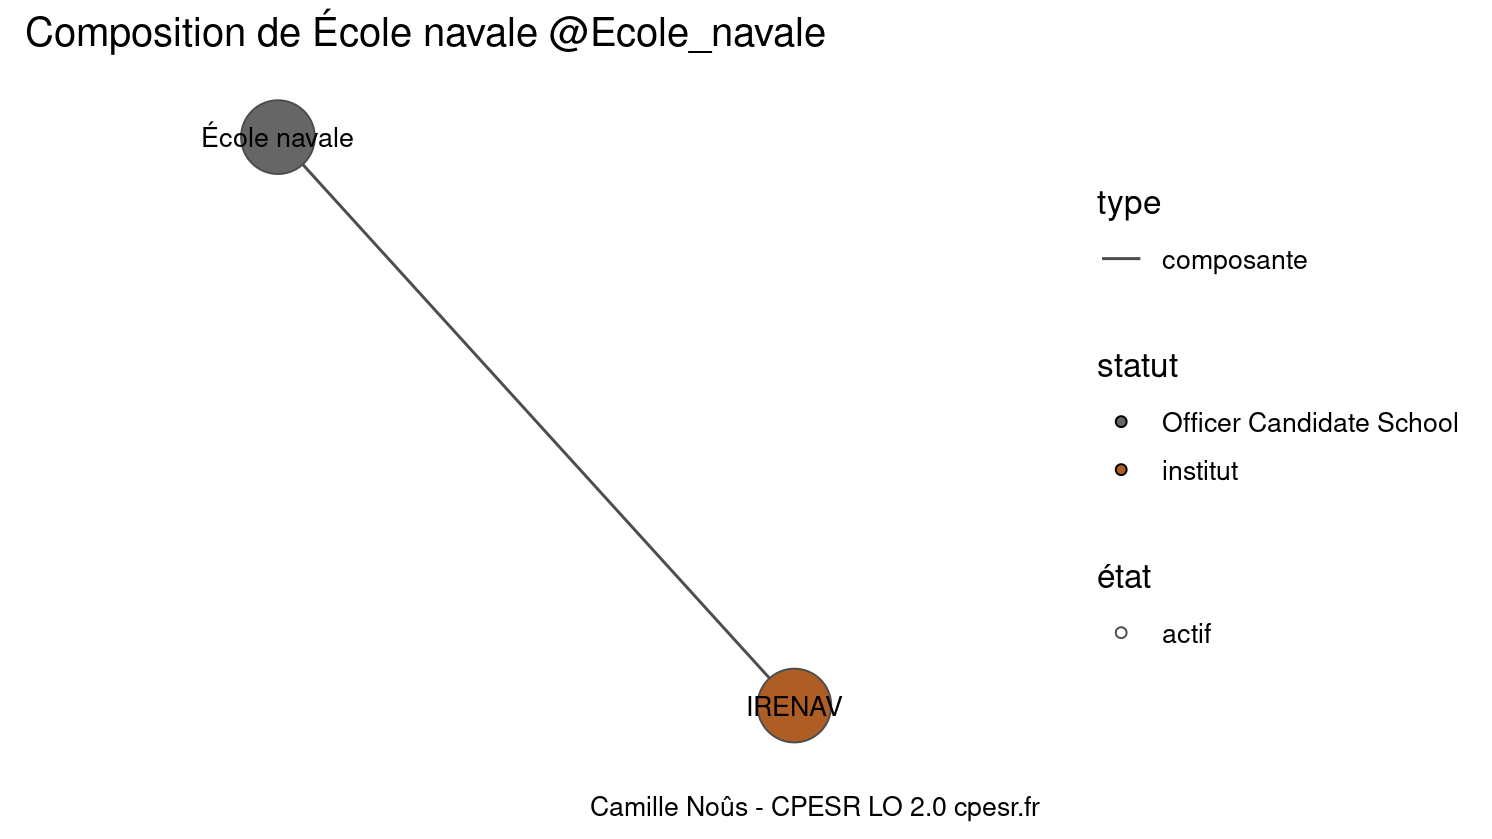 Composition de École navale @Ecole_navale
École navale
IRENAV
type
composante
statut
Officer Candidate School
institut
état
actif
Camille Noûs - CPESR LO 2.0 cpesr.fr